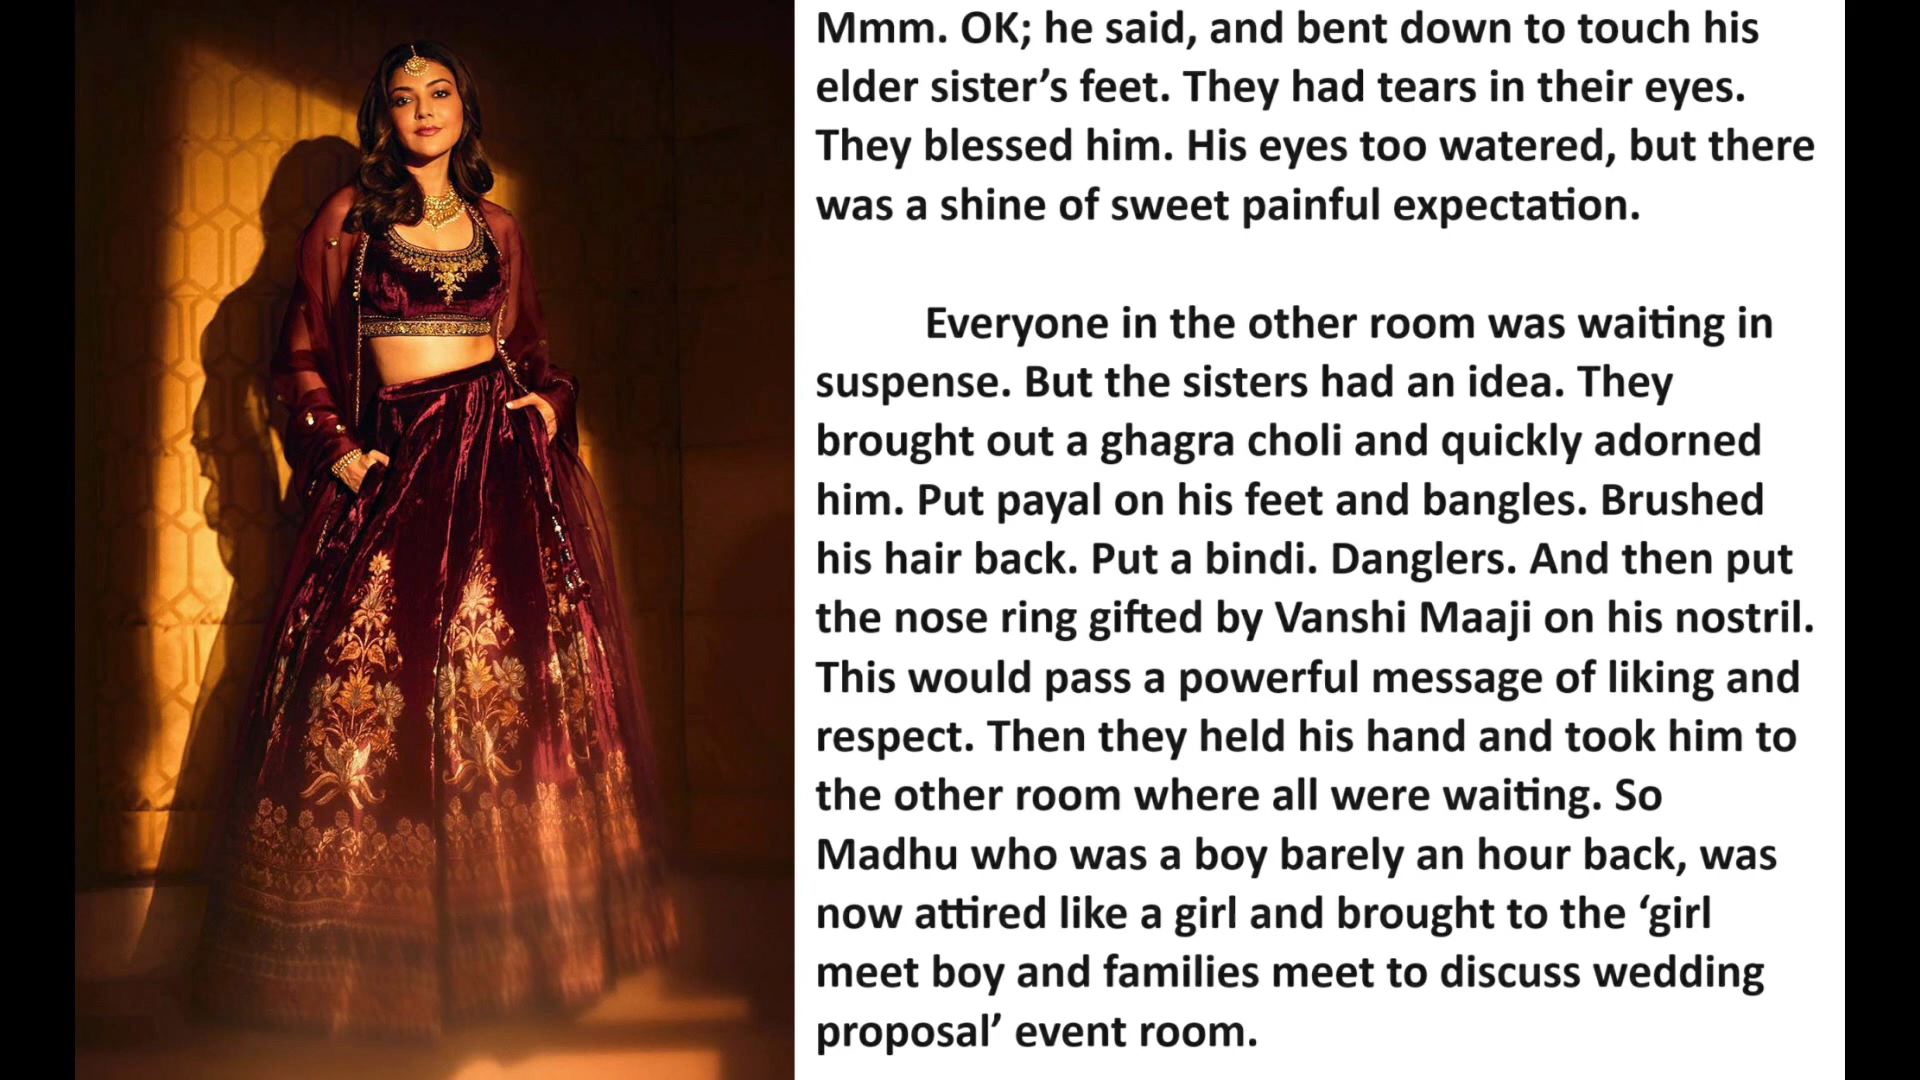 Mmm. OK; he said, and bent down to touch his
elder sister’s feet. They had tears in their eyes.
They blessed him. His eyes too watered, but there
was a shine of sweet painful expectation.
Everyone in the other room was waiting in
suspense. But the sisters had an idea. They
brought out a ghagra choli and quickly adorned
him. Put payal on his feet and bangles. Brushed
his hair back. Put a bindi. Danglers. And then put
the nose ring gifted by Vanshi Maaji on his nostril.
This would pass a powerful message of liking and
respect. Then they held his hand and took him to
the other room where all were waiting. So
Madhu who was a boy barely an hour back, was
now attired like a girl and brought to the ‘girl
meet boy and families meet to discuss wedding
proposal’ event room.